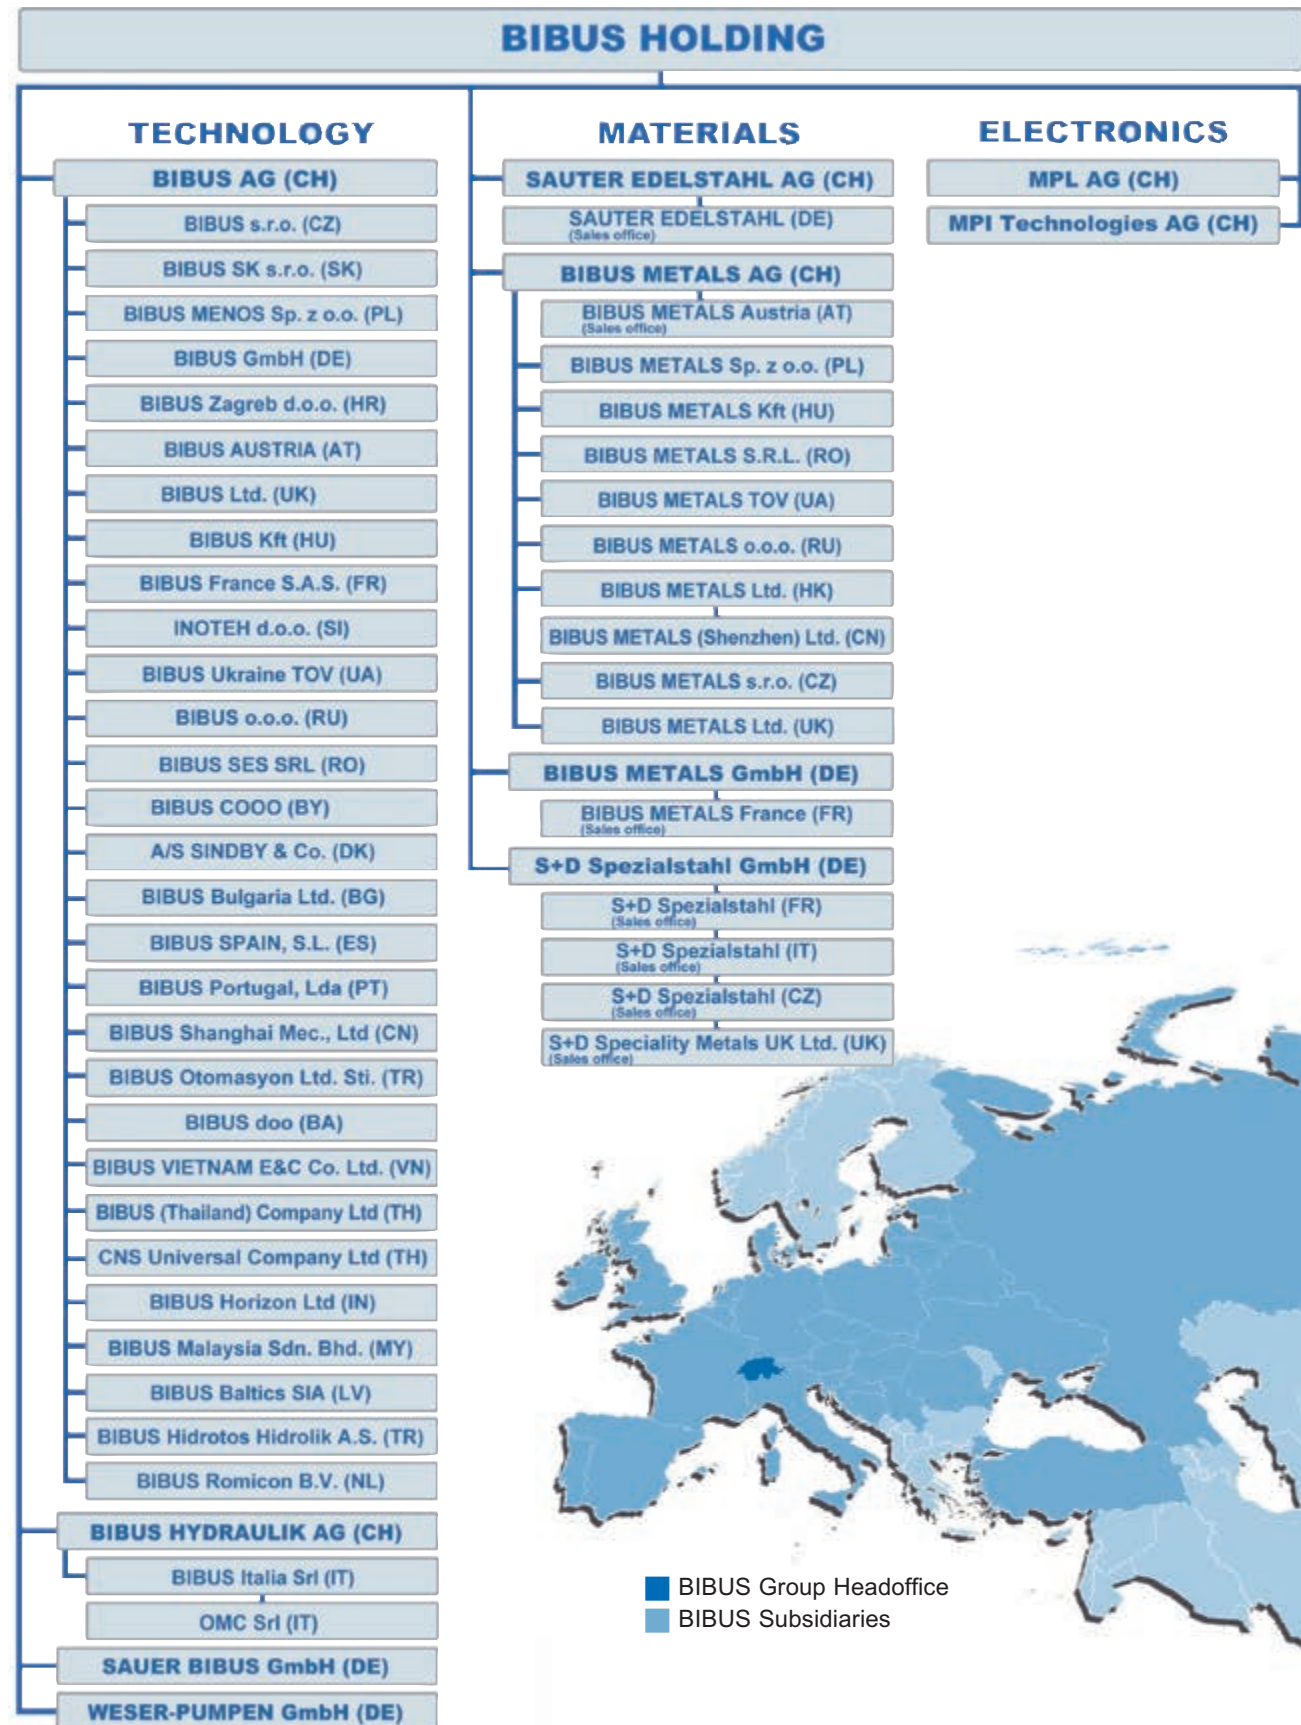 BIBUS HOLDING
TECHNOLOGY
BIBUS AG (CH)
BIBUS s.r.o. (CZ)
BIBUS SK s.r.o. (SK)
BIBUS MENOS Sp. z o.o. (PL)
BIBUS GmbH (DE)
BIBUS Zagreb d.o.o. (HR)
BIBUS AUSTRIA (AT)
BIBUS Ltd. (UK)
BIBUS Kft (HU)
BIBUS France S.A.S. (FR)
INOTEH d.o.o. (SI)
BIBUS Ukraine TOV (UA)
BIBUS o.o.o. (RU)
BIBUS SES SRL (RO)
BIBUS COOO (BY)
A/S SINDBY & Co. (DK)
BIBUS Bulgaria Ltd. (BG)
BIBUS SPAIN, S.L. (ES)
BIBUS Portugal, Lda (PT)
BIBUS Shanghai Mec., Ltd (CN)
BIBUS Otomasyon Ltd. Sti. (TR)
BIBUS doo (BA)
BIBUS VIETNAM E&C Co. Ltd. (VN)
BIBUS (Thailand) Company Ltd (TH)
CNS Universal Company Ltd (TH)
BIBUS Horizon Ltd (IN)
BIBUS Malaysia Sdn. Bhd. (MY)
BIBUS Baltics SIA (LV)
BIBUS Hidrotos Hidrolik A.S. (TR)
BIBUS Romicon B.V. (NL)
BIBUS HYDRAULIK AG (CH)
BIBUS Italia Srl (IT)
OMC Srl (IT)
SAUER BIBUS GmbH (DE)
WESER-PUMPEN GmbH (DE)
MATERIALS
SAUTER EDELSTAHL AG (CH)
SAUTER EDELSTAHL (DE)
(Sales office)
BIBUS METALS AG (CH)
BIBUS METALS Austria (AT)
(Sales office)
BIBUS METALS Sp. z o.o. (PL)
BIBUS METALS Kft (HU)
BIBUS METALS S.R.L. (RO)
BIBUS METALS TOV (UA)
BIBUS METALS o.o.o. (RU)
BIBUS METALS Ltd. (HK)
BIBUS METALS (Shenzhen) Ltd. (CN)
BIBUS METALS s.r.o. (CZ)
BIBUS METALS Ltd. (UK)
BIBUS METALS GmbH (DE)
BIBUS METALS France (FR)
(Sales office)
S+D Spezialstahl GmbH (DE)
S+D Spezialstahl (FR)
(Sales office)
S+D Spezialstahl (IT)
(Sales office)
S+D Spezialstahl (CZ)
(Sales office)
S+D Speciality Metals UK Ltd. (UK)
(Sales office)
ELECTRONICS
MPL AG (CH)
MPI Technologies AG (CH)
BIBUS Group Headoffice
BIBUS Subsidiaries